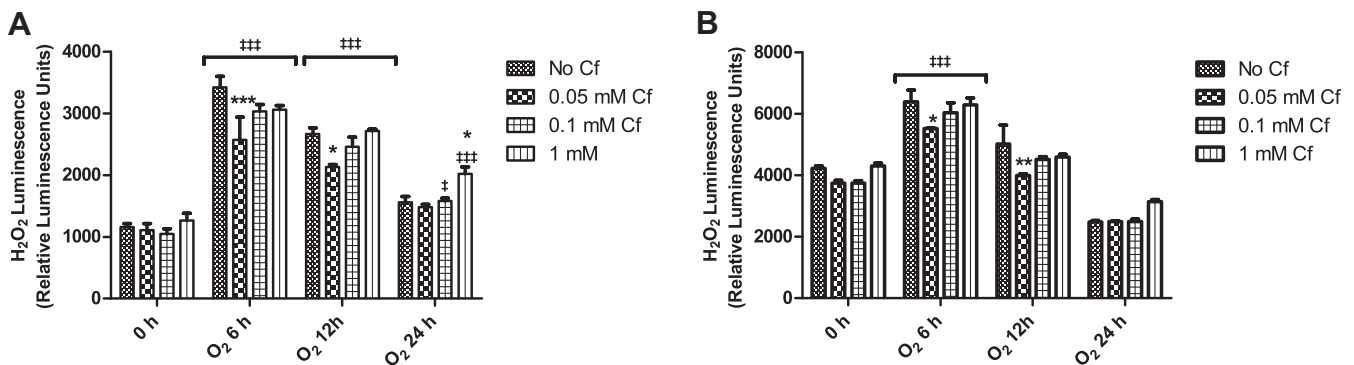 A
H₂O₂ Luminescence
(Relative Luminescence Units)
4000
3000
2000
1000
0
‡‡‡
‡‡‡
***
*
*
‡‡‡
‡
0 h
O₂ 6 h
O₂ 12h
O₂ 24 h
No Cf
0.05 mM Cf
0.1 mM Cf
1 mM
B
H₂O₂ Luminescence
(Relative Luminescence Units)
8000
6000
4000
2000
0
‡‡‡
*
**
0 h
O₂ 6 h
O₂ 12h
O₂ 24 h
No Cf
0.05 mM Cf
0.1 mM Cf
1 mM Cf